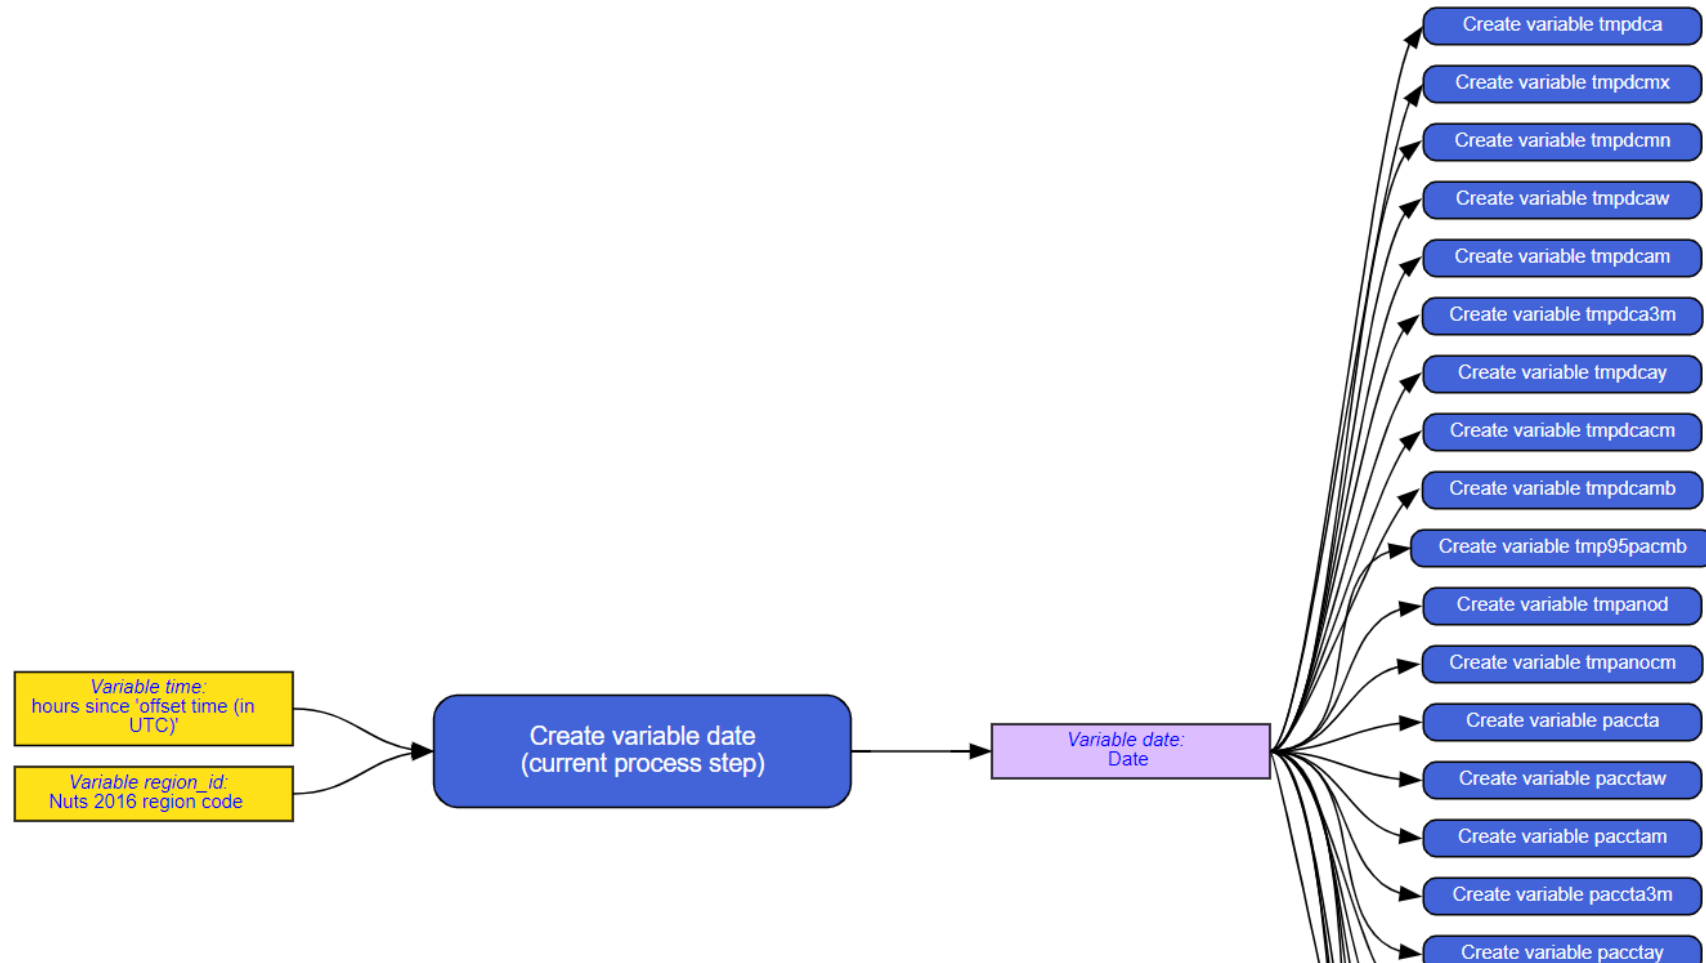 Variable time:
hours since 'offset time (in
UTC)'
Variable region_id:
Nuts 2016 region code
Create variable date
(current process step)
Variable date:
Date
Create variable tmpdca
Create variable tmpdcmx
Create variable tmpdcmn
Create variable tmpdcaw
Create variable tmpdcam
Create variable tmpdca3m
Create variable tmpdcay
Create variable tmpdcacm
Create variable tmpdcamb
Create variable tmp95pacmb
Create variable tmpanod
Create variable tmpanocm
Create variable paccta
Create variable pacctaw
Create variable pacctam
Create variable paccta3m
Create variable pacctay